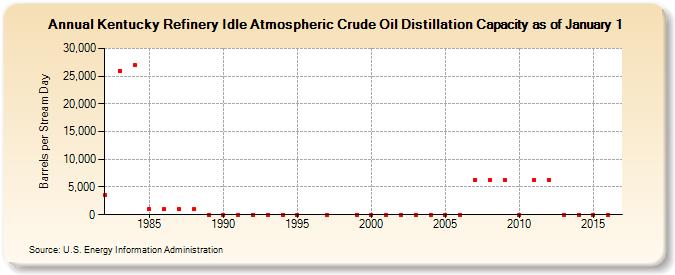 Annual Kentucky Refinery Idle Atmospheric Crude Oil Distillation Capacity as of January 1
Barrels per Stream Day
30,000
25,000
20,000
15,000
10,000
5,000
0
1985 1990 1995 2000 2005 2010 2015
Source: U.S. Energy Information Administration